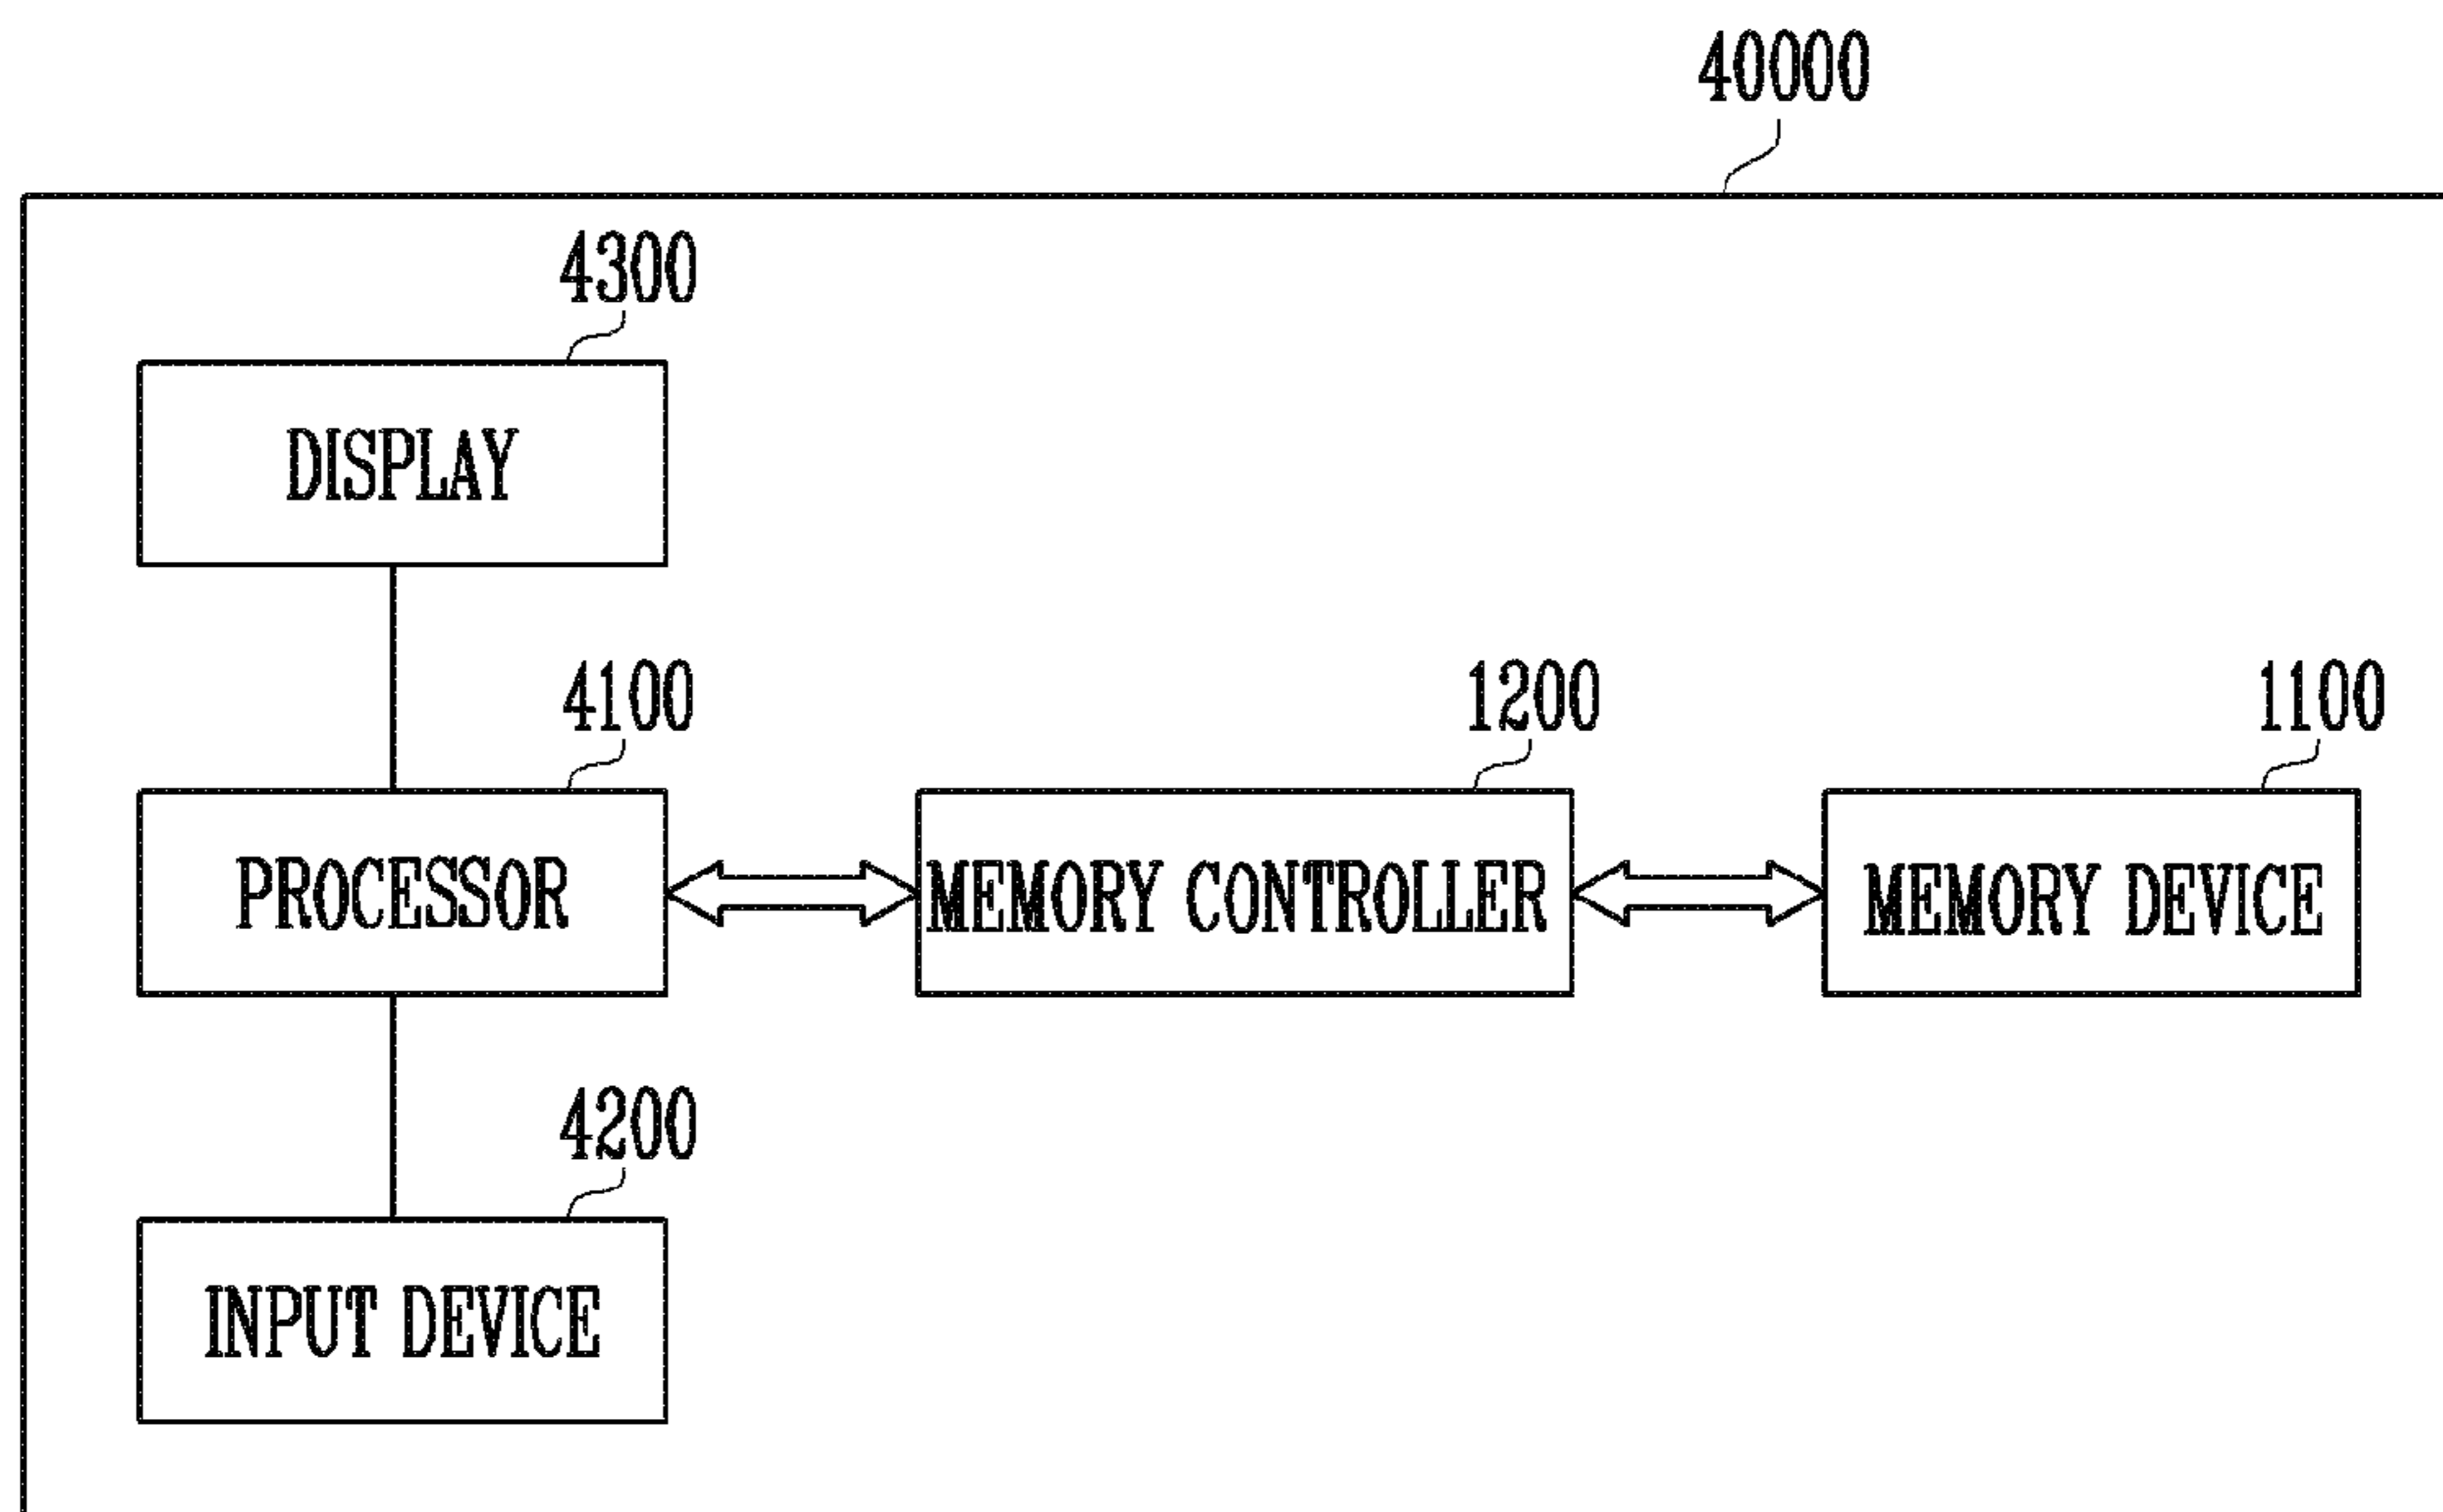 40000
4300
DISPLAY
4100
1200
1100
PROCESSOR
MEMORY CONTROLLER
MEMORY DEVICE
4200
INPUT DEVICE